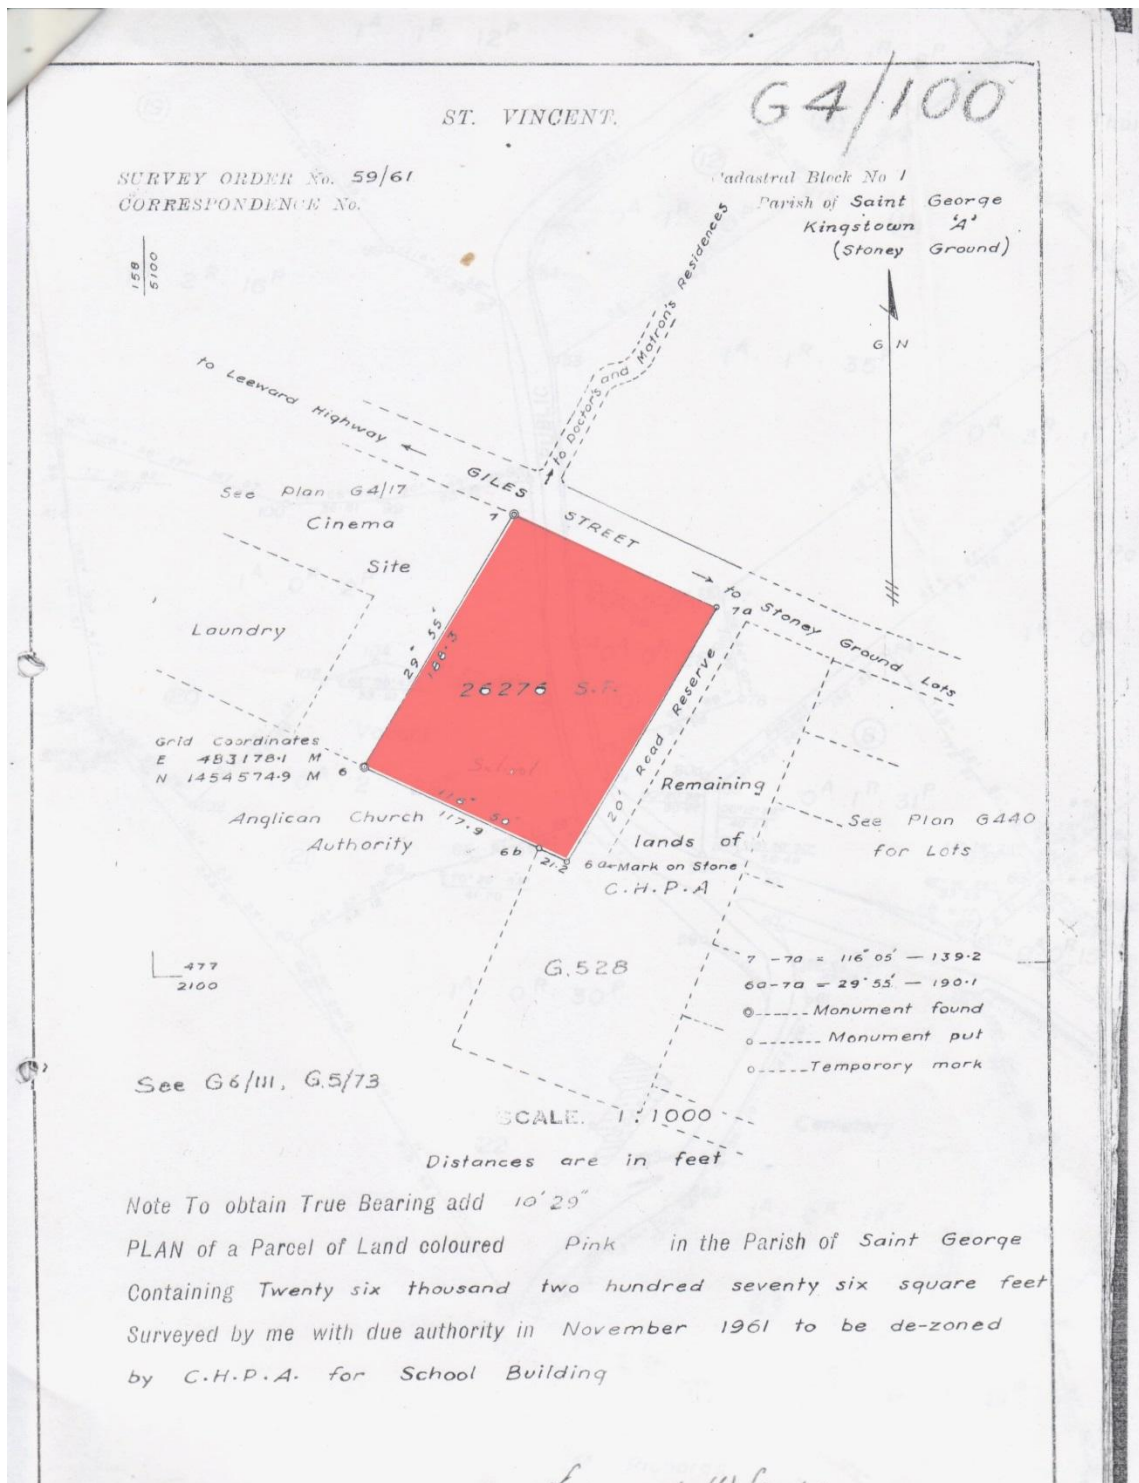 G4/100
ST. VINCENT.
SURVEY ORDER No. 59/61
CORRESPONDENCE No.
Cadastral Block No 1
Parish of Saint George
Kingstown 'A'
(Stoney Ground)
158
5100
G N
to Doctor's and Matron's Residences
to Leeward Highway
GILES STREET
See Plan G4/17
Cinema
Site
7
to Stoney Ground Lots
7a
Laundry
29° 55'
188.3
26276 S.F.
School
20' Road Reserve
Grid Coordinates
E 483178.1 M
N 1454574.9 M
6
Anglican Church
Authority
117.9
6b
21.2
6a
Mark on Stone
Remaining
lands of
C.H.P.A
See Plan G440
for Lots
G.528
477
2100
7 - 7a = 116° 05' — 139.2
6a-7a = 29° 55' — 190.1
Monument found
Monument put
Temporory mark
See G6/111, G.5/73
SCALE. 1:1000
Distances are in feet
Note To obtain True Bearing add 10' 29"
PLAN of a Parcel of Land coloured Pink in the Parish of Saint George
Containing Twenty six thousand two hundred seventy six square feet
Surveyed by me with due authority in November 1961 to be de-zoned
by C.H.P.A. for School Building